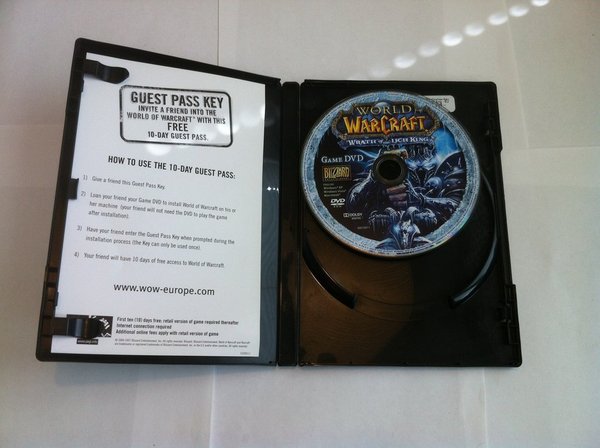 GUEST PASS KEY
INVITE A FRIEND INTO THE
WORLD OF WARCRAFT WITH THIS
FREE
10-DAY GUEST PASS.
HOW TO USE THE 10-DAY GUEST PASS:
1) Give a friend this Guest Pass Key.
2) Loan your friend your Game DVD to install World of Warcraft on his or
her machine (your friend will not need the DVD to play the game
after installation).
3) Have your friend enter the Guest Pass Key when prompted during the
installation process (the Key can only be used once).
4) Your friend will have 10 days of free access to World of Warcraft.
www.wow-europe.com
First ten (10) days free; retail version of game required thereafter
Internet connection required
Additional online fees apply with retail version of game
WORLD
OF
WARCRAFT
WRATH OF THE LICH KING
GAME DVD
BLIZZARD
ENTERTAINMENT
DVD
DOLBY